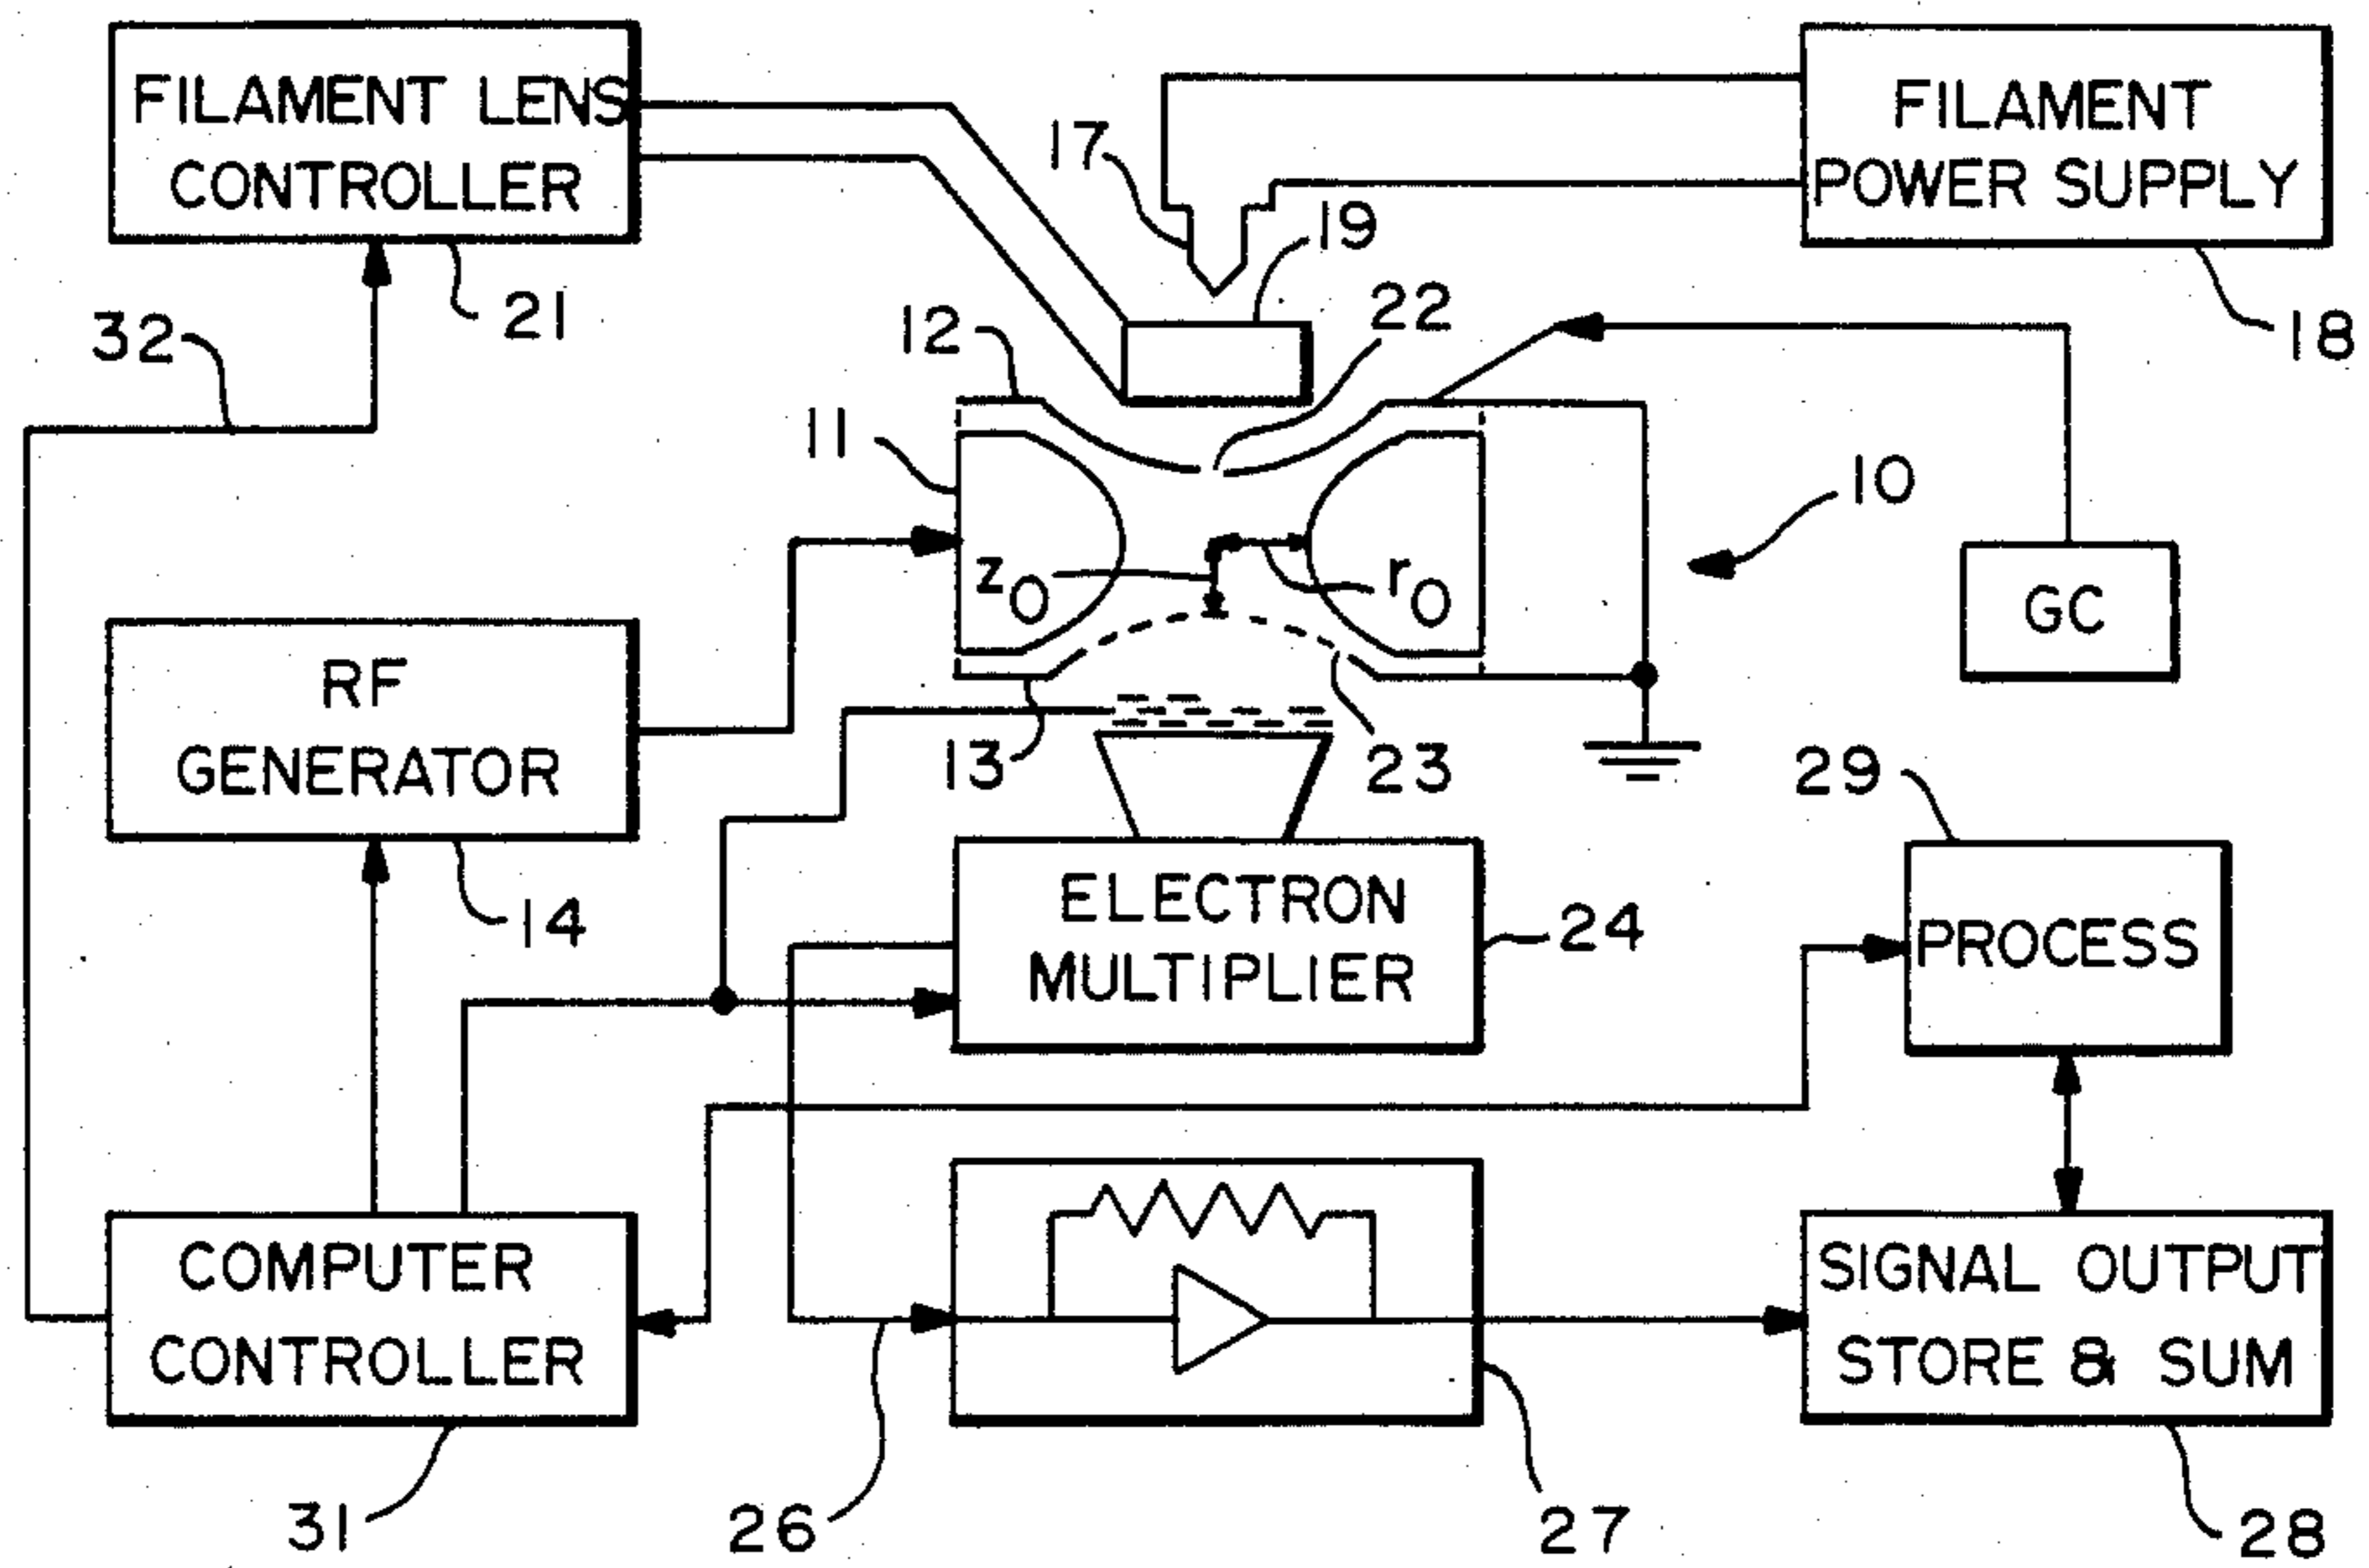 FILAMENT LENS
CONTROLLER
FILAMENT
POWER SUPPLY
17
19
21
22
18
32
12
11
10
z0
r0
GC
RF
GENERATOR
13
23
29
14
ELECTRON
MULTIPLIER
24
PROCESS
COMPUTER
CONTROLLER
SIGNAL OUTPUT
STORE & SUM
31
26
27
28